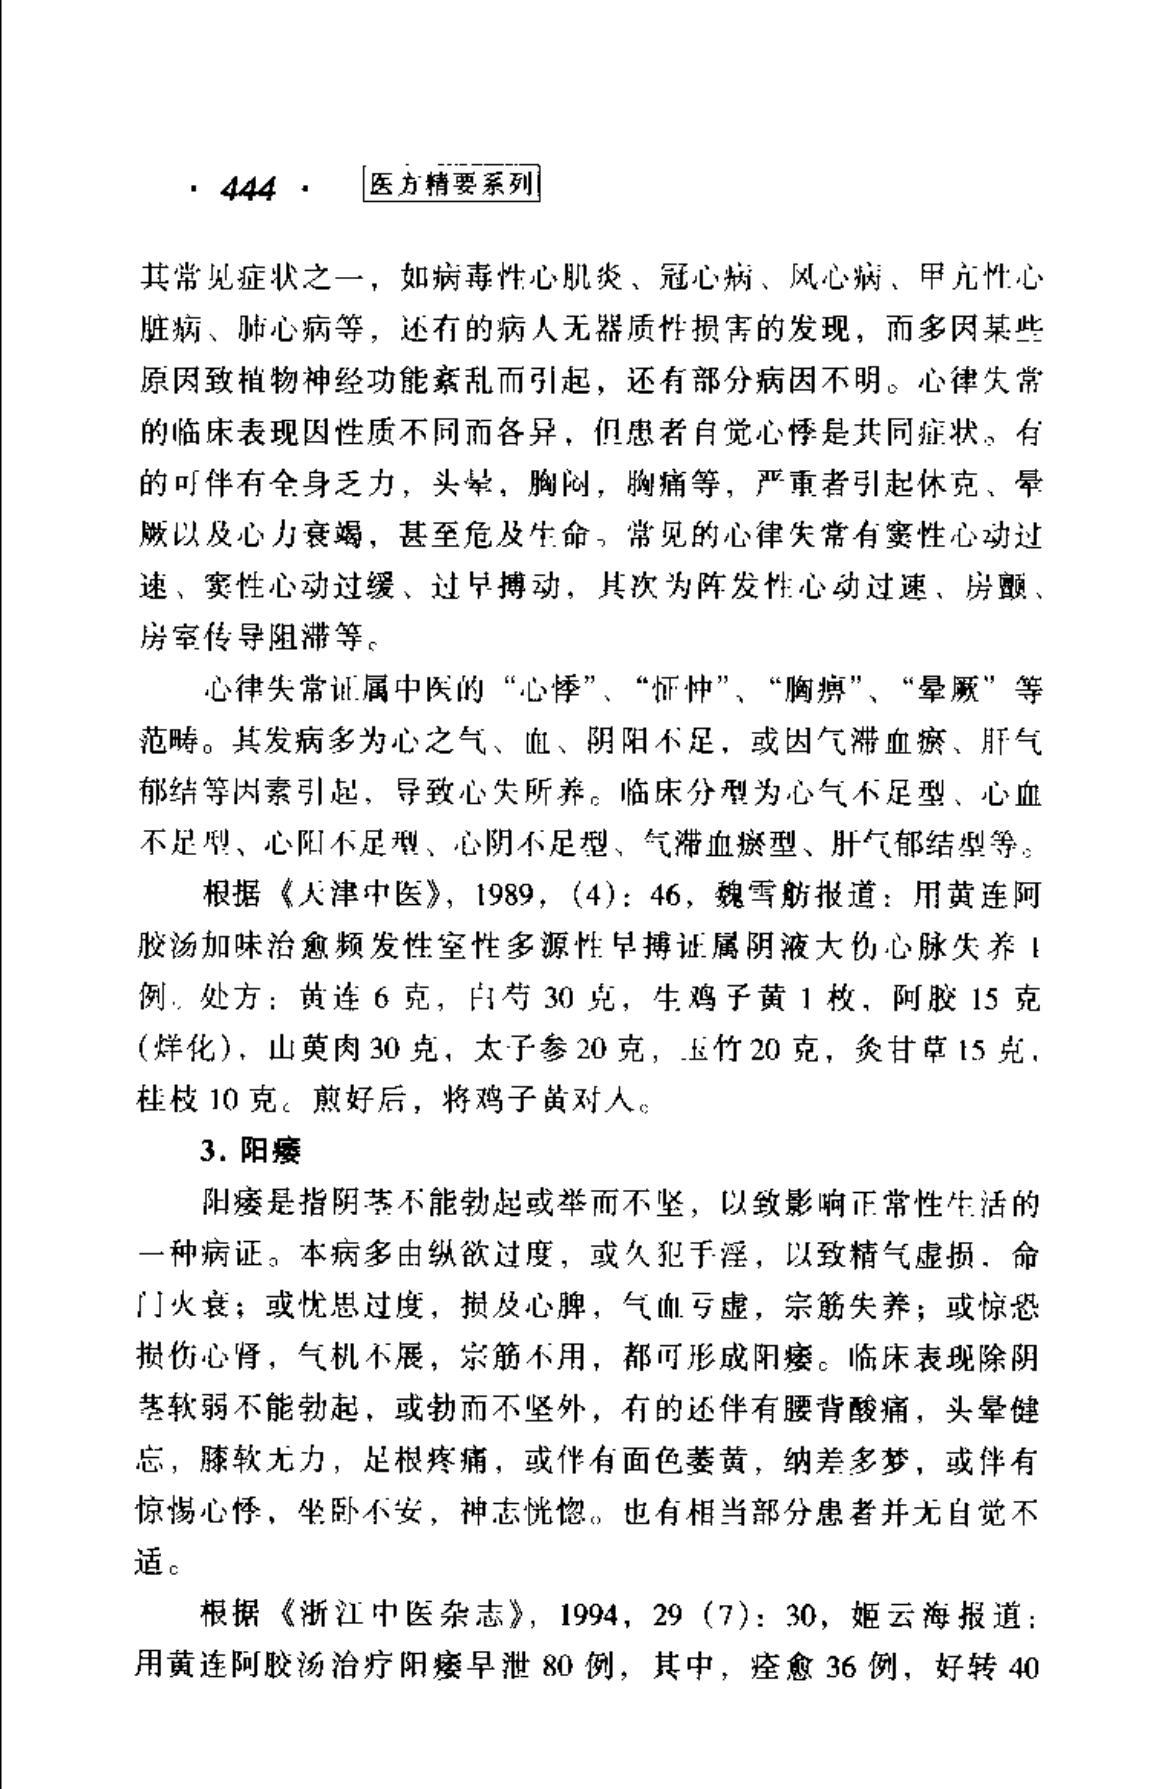 · 444 · 医方精要系列
其常见症状之一，如病毒性心肌炎、冠心病、风心病、甲亢性心
脏病、肺心病等，还有的病人无器质性损害的发现，而多因某些
原因致植物神经功能紊乱而引起，还有部分病因不明。心律失常
的临床表现因性质不同而各异，但患者自觉心悸是共同症状。有
的可伴有全身乏力，头晕，胸闷，胸痛等，严重者引起休克、晕
厥以及心力衰竭，甚至危及生命。常见的心律失常有窦性心动过
速、窦性心动过缓、过早搏动，其次为阵发性心动过速、房颤、
房室传导阻滞等。
心律失常证属中医的“心悸”、“怔忡”、“胸痹”、“晕厥”等
范畴。其发病多为心之气、血、阴阳不足，或因气滞血瘀、肝气
郁结等因素引起，导致心失所养。临床分型为心气不足型、心血
不足型、心阳不足型、心阴不足型、气滞血瘀型、肝气郁结型等。
根据《天津中医》，1989，（4）：46，魏雪舫报道：用黄连阿
胶汤加味治愈频发性室性多源性早搏证属阴液大伤心脉失养 1
例。处方：黄连 6 克，白芍 30 克，生鸡子黄 1 枚，阿胶 15 克
（烊化），山萸肉 30 克，太子参 20 克，玉竹 20 克，灸甘草 15 克，
桂枝 10 克。煎好后，将鸡子黄对人。
3. 阳痿
阳痿是指阴茎不能勃起或举而不坚，以致影响正常性生活的
一种病证。本病多由纵欲过度，或久犯手淫，以致精气虚损，命
门火衰；或忧思过度，损及心脾，气血亏虚，宗筋失养；或惊恐
损伤心肾，气机不展，宗筋不用，都可形成阳痿。临床表现除阴
茎软弱不能勃起，或勃而不坚外，有的还伴有腰背酸痛，头晕健
忘，膝软无力，足根疼痛，或伴有面色萎黄，纳差多梦，或伴有
惊惕心悸，坐卧不安，神志恍惚。也有相当部分患者并无自觉不
适。
根据《浙江中医杂志》，1994，29（7）：30，姬云海报道：
用黄连阿胶汤治疗阳痿早泄 80 例，其中，痊愈 36 例，好转 40